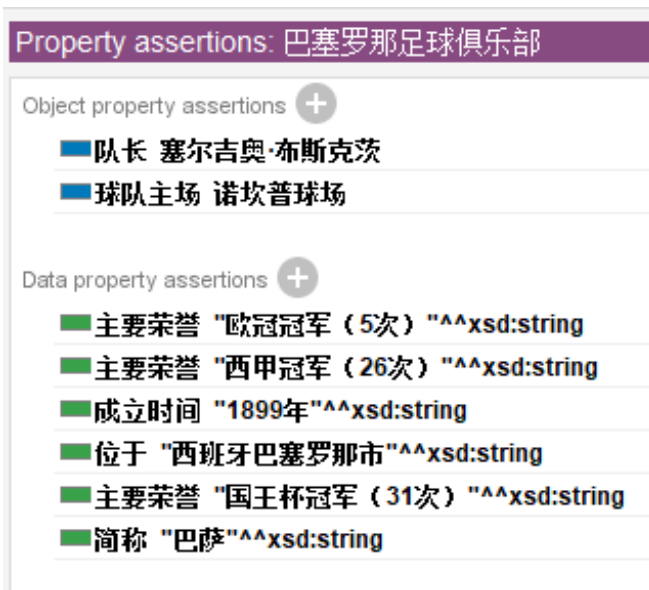 Property assertions: 巴塞罗那足球俱乐部
Object property assertions
队长 塞尔吉奥·布斯克茨
球队主场 诺坎普球场
Data property assertions
主要荣誉 "欧冠冠军（5次）"^^xsd:string
主要荣誉 "西甲冠军（26次）"^^xsd:string
成立时间 "1899年"^^xsd:string
位于 "西班牙巴塞罗那市"^^xsd:string
主要荣誉 "国王杯冠军（31次）"^^xsd:string
简称 "巴萨"^^xsd:string